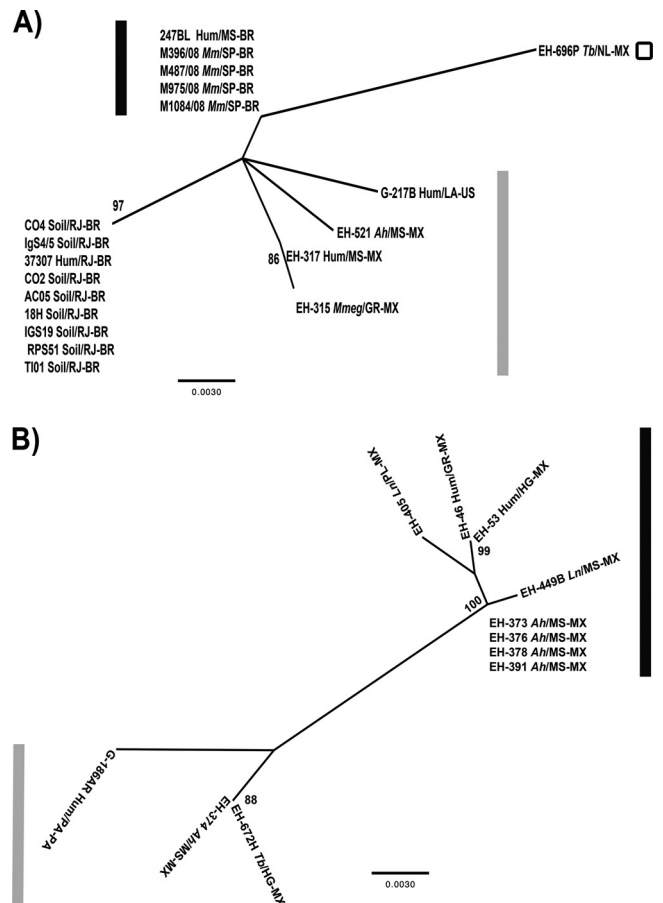 A)
247BL Hum/MS-BR
M396/08 Mm/SP-BR
M487/08 Mm/SP-BR
M975/08 Mm/SP-BR
M1084/08 Mm/SP-BR
EH-696P Tb/NL-MX
G-217B Hum/LA-US
97
CO4 Soil/RJ-BR
IgS4/5 Soil/RJ-BR
37307 Hum/RJ-BR
CO2 Soil/RJ-BR
AC05 Soil/RJ-BR
18H Soil/RJ-BR
IGS19 Soil/RJ-BR
RPS51 Soil/RJ-BR
TI01 Soil/RJ-BR
EH-521 Ah/MS-MX
86
EH-317 Hum/MS-MX
EH-315 Mmeg/GR-MX
0.0030
B)
EH-405 Ln/PL-MX
EH-46 Hum/GR-MX
EH-53 Hum/HG-MX
99
EH-449B Ln/MS-MX
100
EH-373 Ah/MS-MX
EH-376 Ah/MS-MX
EH-378 Ah/MS-MX
EH-391 Ah/MS-MX
G-186AR Hum/PA-PA
88
EH-374 Ah/MS-MX
EH-672H Tb/HG-MX
0.0030